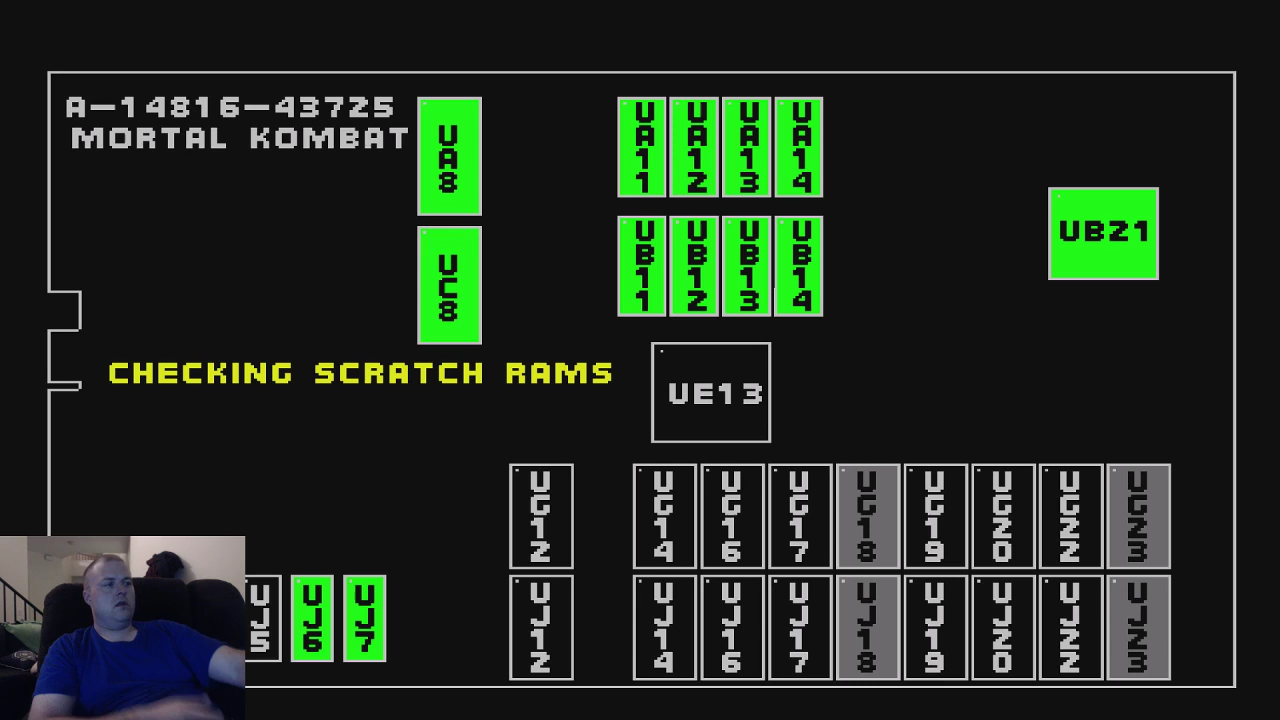 A-14816-43725
MORTAL KOMBAT
UA8
UA11
UA12
UA13
UA14
UB21
UC8
UB11
UB12
UB13
UB14
CHECKING SCRATCH RAMS
UE13
UG12
UG14
UG16
UG17
UG18
UG19
UG20
UG22
UG23
UJ5
UJ6
UJ7
UJ12
UJ14
UJ16
UJ17
UJ18
UJ19
UJ20
UJ22
UJ23